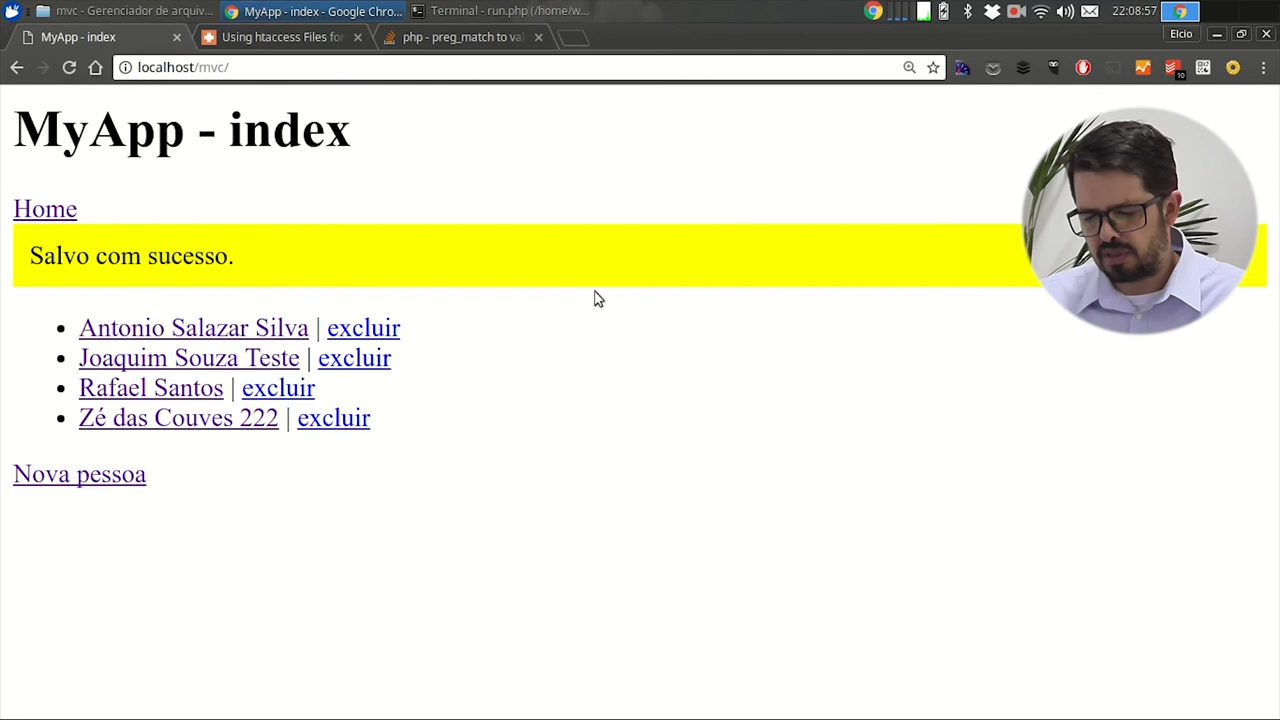 mvc - Gerenciador de arquiv...
MyApp - index - Google Chro...
Terminal - run.php (/home/w...
22:08:57
MyApp - index
Using htaccess Files for
php - preg_match to val
Elcio
localhost/mvc/
10
MyApp - index
Home
Salvo com sucesso.
Antonio Salazar Silva | excluir
Joaquim Souza Teste | excluir
Rafael Santos | excluir
Zé das Couves 222 | excluir
Nova pessoa